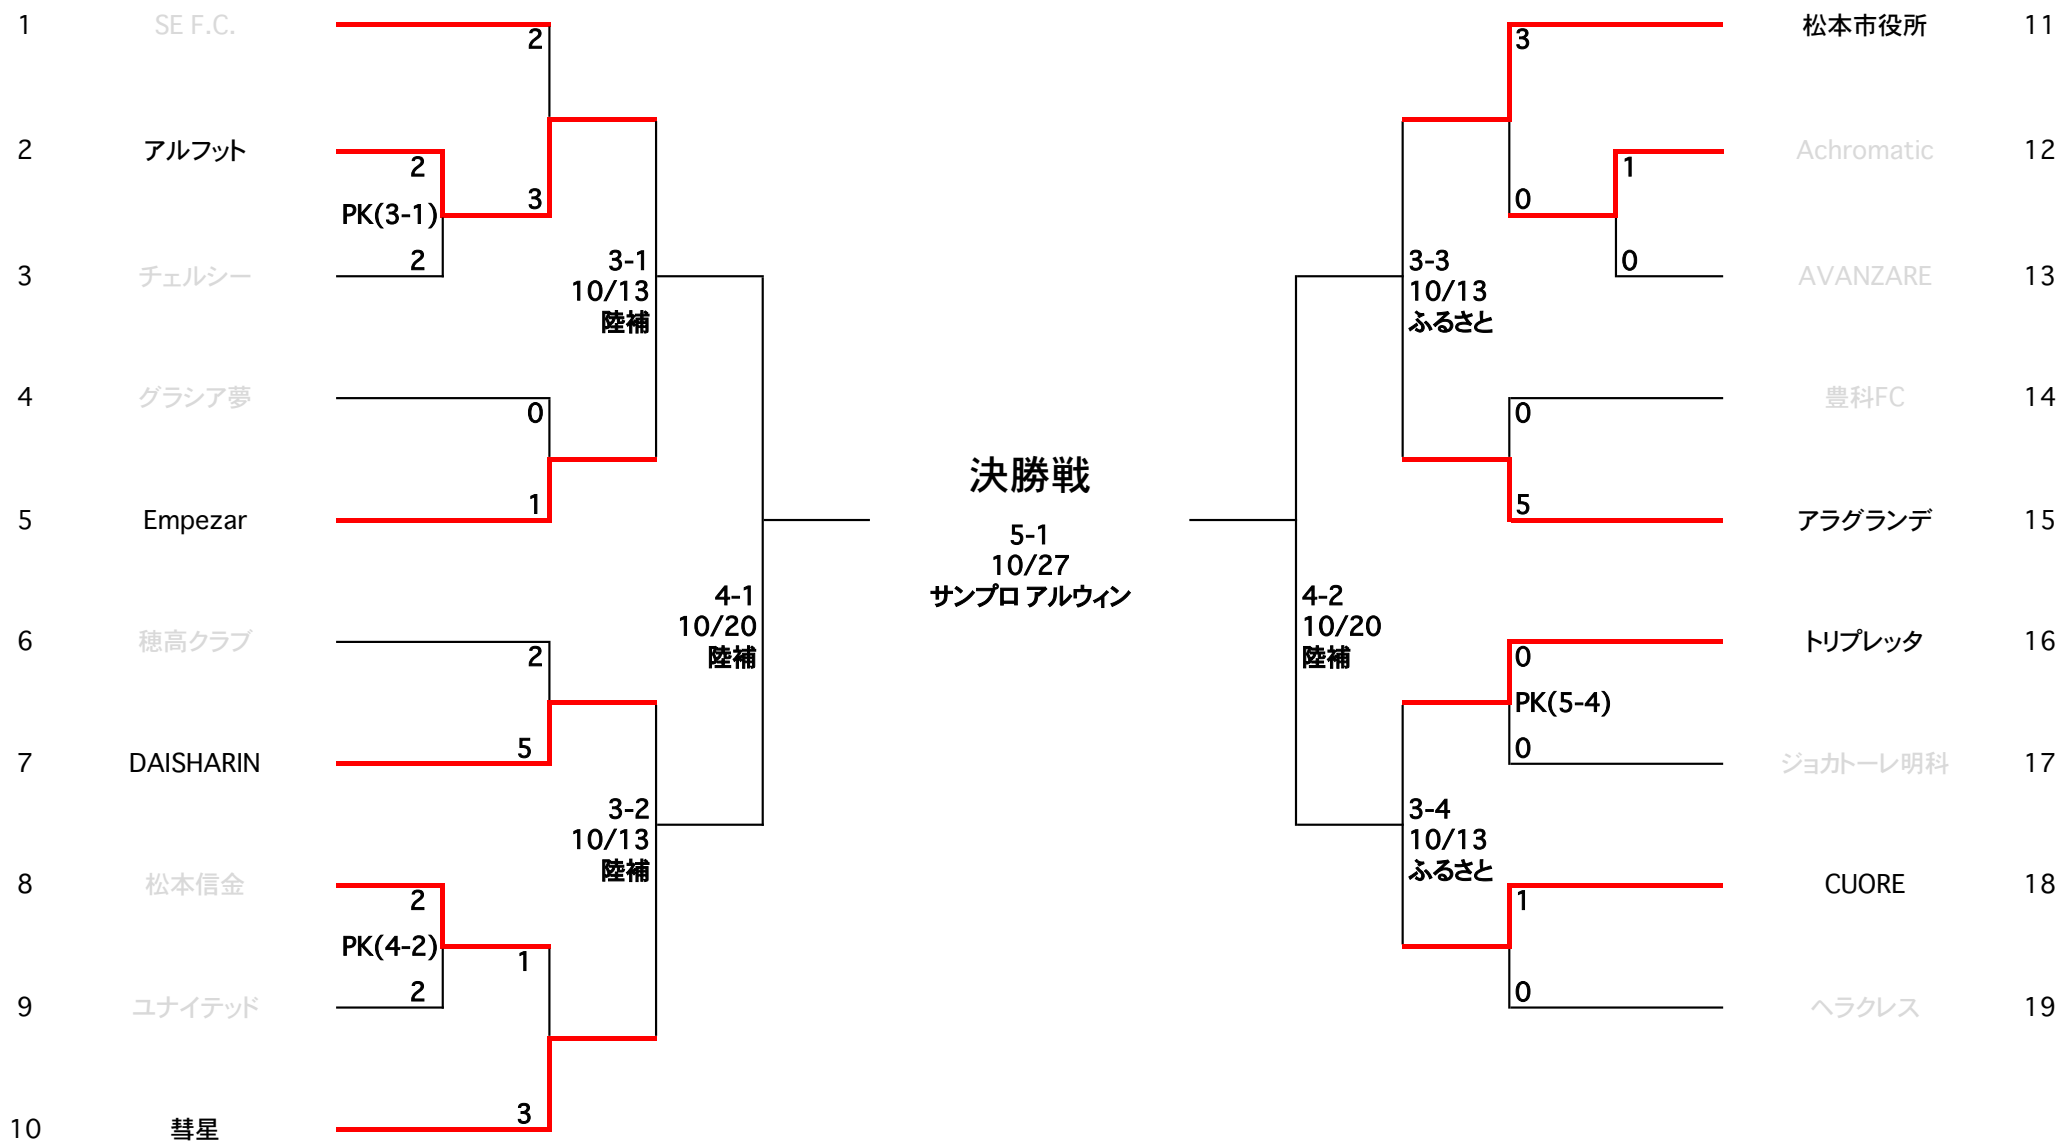 1 SE F.C. 2
2 アルフット 2
PK(3-1) 3
3 チェルシー 2
3-1
10/13
陸補
4 グラシア夢 0
5 Empezar 1
6 穂高クラブ 2
7 DAISHARIN 5
4-1
10/20
陸補
3-2
10/13
陸補
8 松本信金 2
PK(4-2) 1
9 ユナイテッド 2
10 彗星 3
決勝戦
5-1
10/27
サンプロ アルウィン
3 松本市役所 11
1 Achromatic 12
0
0 AVANZARE 13
3-3
10/13
ふるさと
0 豊科FC 14
5 アラグランデ 15
4-2
10/20
陸補
0 トリプレッタ 16
PK(5-4)
0 ジョカトーレ明科 17
3-4
10/13
ふるさと
1 CUORE 18
0 ヘラクレス 19